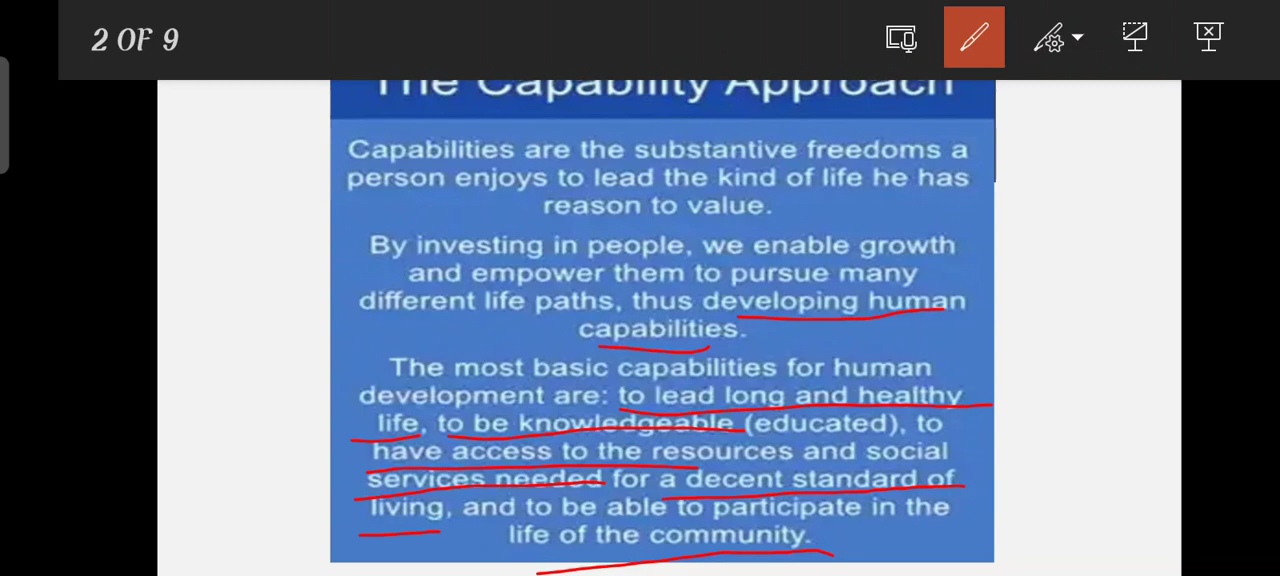 2 OF 9
The Capability Approach
Capabilities are the substantive freedoms a
person enjoys to lead the kind of life he has
reason to value.
By investing in people, we enable growth
and empower them to pursue many
different life paths, thus developing human
capabilities.
The most basic capabilities for human
development are: to lead long and healthy
life, to be knowledgeable (educated), to
have access to the resources and social
services needed for a decent standard of
living, and to be able to participate in the
life of the community.